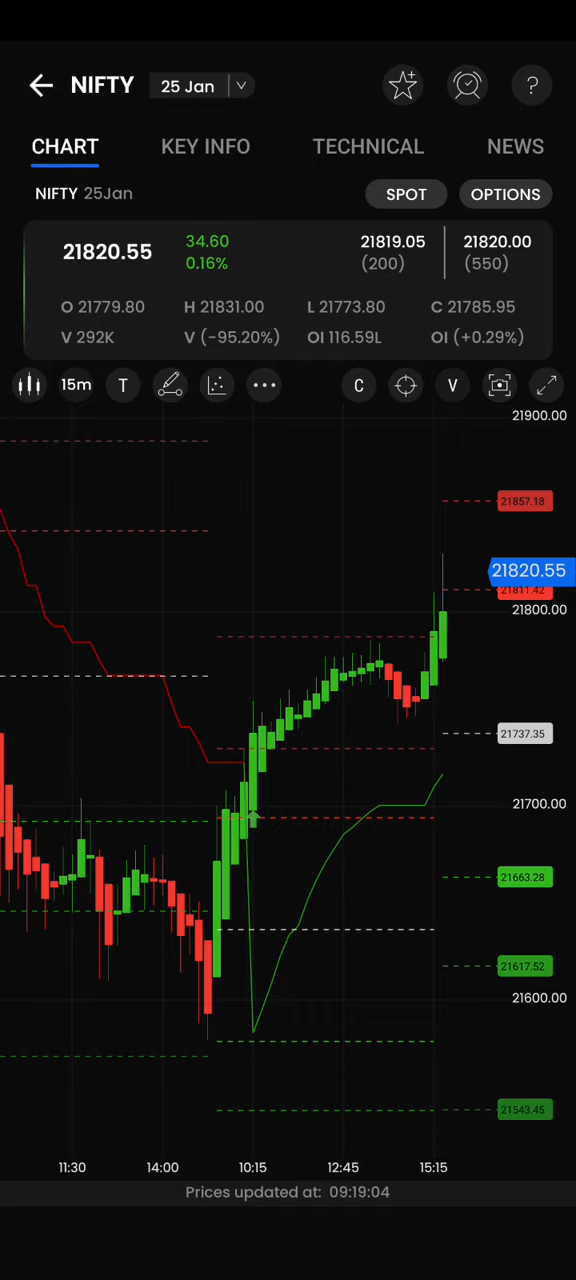 NIFTY 25 Jan
?
CHART KEY INFO TECHNICAL NEWS
NIFTY 25Jan SPOT OPTIONS
21820.55 34.60 0.16% 21819.05 (200) 21820.00 (550)
O 21779.80 H 21831.00 L 21773.80 C 21785.95
V 292K V (-95.20%) OI 116.59L OI (+0.29%)
15m T C V
21900.00
21857.18
21820.55
21811.42
21800.00
21737.35
21700.00
21663.28
21617.52
21600.00
21543.45
11:30 14:00 10:15 12:45 15:15
Prices updated at: 09:19:04